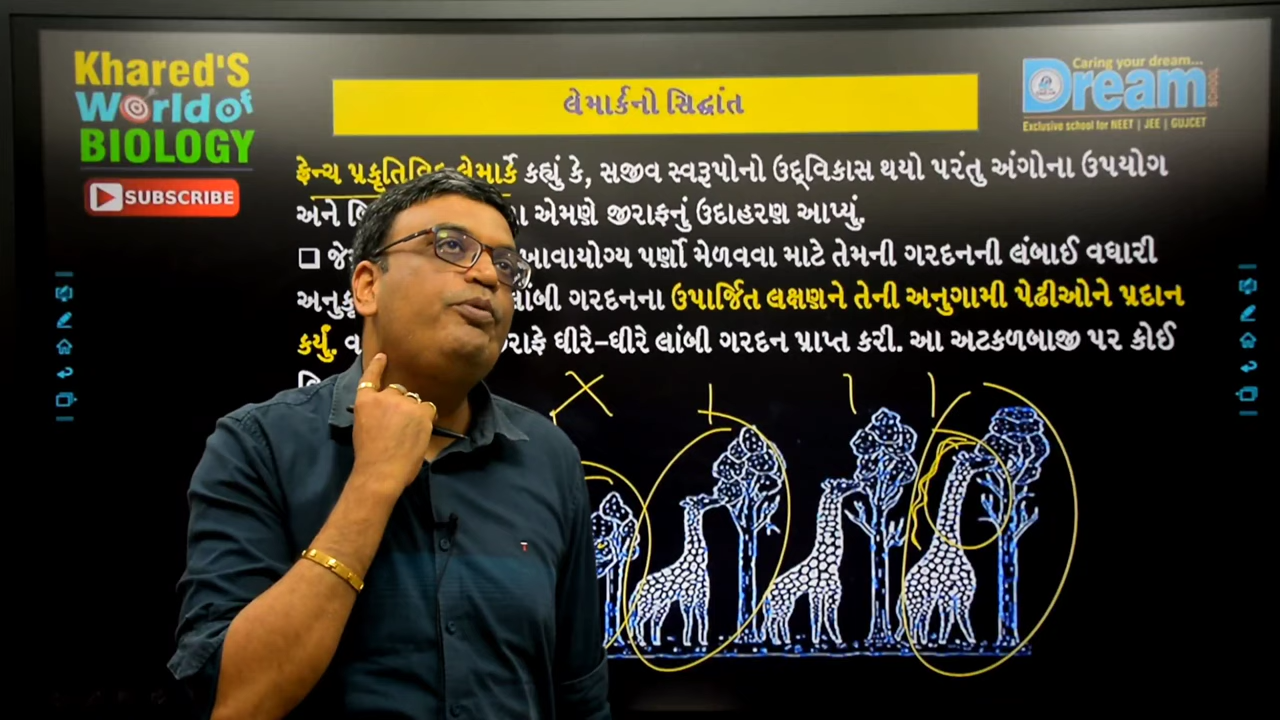 Khared'S
World of
BIOLOGY
SUBSCRIBE
Caring your dream...
Dream
SCHOOL
Exclusive school for NEET | JEE | GUJCET
લેમાર્કનો સિદ્ધાંત
ફ્રેન્ચ પ્રકૃતિવિદ લેમાર્કે કહ્યું કે, સજીવ સ્વરૂપોનો ઉદ્દવિકાસ થયો પરંતુ અંગોના ઉપયોગ
અને એમણે જીરાફનું ઉદાહરણ આપ્યું.
ખાવાયોગ્ય પર્ણો મેળવવા માટે તેમની ગરદનની લંબાઈ વધારી
લાંબી ગરદનના ઉપાર્જિત લક્ષણને તેની અનુગામી પેઢીઓને પ્રદાન
કર્યું. ધીરે-ધીરે લાંબી ગરદન પ્રાપ્ત કરી. આ અટકળબાજી પર કોઈ